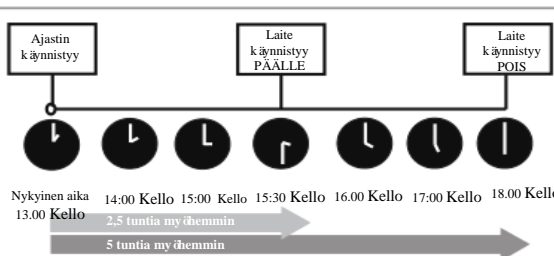 Ajastin
käynnistyy
Laite
käynnistyy
PÄÄLLE
Laite
käynnistyy
POIS
Nykyinen aika
13.00 Kello
14:00 Kello
15:00 Kello
15:30 Kello
16.00 Kello
17:00 Kello
18.00 Kello
2,5 tuntia myöhemmin
5 tuntia myöhemmin